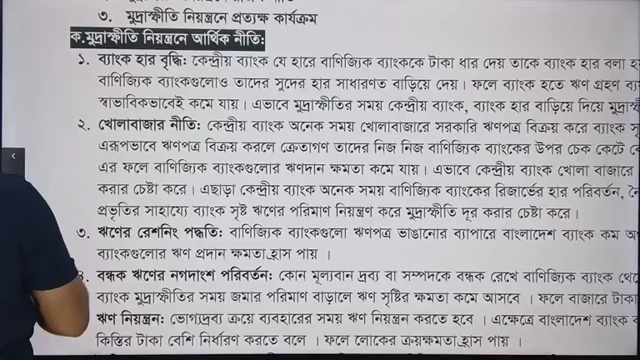 ৩. মুদ্রাস্ফীতি নিয়ন্ত্রনে প্রত্যক্ষ কার্যক্রম
ক.মুদ্রাস্ফীতি নিয়ন্ত্রনে আর্থিক নীতি:
১. ব্যাংক হার বৃদ্ধি: কেন্দ্রীয় ব্যাংক যে হারে বাণিজ্যিক ব্যাংককে টাকা ধার দেয় তাকে ব্যাংক হার বলা
বাণিজ্যিক ব্যাংকগুলোও তাদের সুদের হার সাধারণত বাড়িয়ে দেয়। ফলে ব্যাংক হতে ঋণ গ্রহণ
স্বাভাবিকভাবেই কমে যায়। এভাবে মুদ্রাস্ফীতির সময় কেন্দ্রীয় ব্যাংক, ব্যাংক হার বাড়িয়ে দিয়ে
২. খোলাবাজার নীতি: কেন্দ্রীয় ব্যাংক অনেক সময় খোলাবাজারে সরকারি ঋণপত্র বিক্রয় করে ব্যাংক
এরূপভাবে ঋণপত্র বিক্রয় করলে ক্রেতাগণ তাদের নিজ নিজ বাণিজ্যিক ব্যাংকের উপর চেক কেটে
এর ফলে বাণিজ্যিক ব্যাংকগুলোর ঋণদান ক্ষমতা কমে যায়। এভাবে কেন্দ্রীয় ব্যাংক খোলা বাজারে
করার চেষ্টা করে। এছাড়া কেন্দ্রীয় ব্যাংক অনেক সময় বাণিজ্যিক ব্যাংকের রিজার্ভের হার পরিবর্তন,
প্রভৃতির সাহায্যে ব্যাংক সৃষ্ট ঋণের পরিমাণ নিয়ন্ত্রণ করে মুদ্রাস্ফীতি দূর করার চেষ্টা করে।
৩. ঋণের রেশনিং পদ্ধতি: বাণিজ্যিক ব্যাংকগুলো ঋণপত্র ভাঙানোর ব্যাপারে বাংলাদেশ ব্যাংক কম
ব্যাংকগুলোর ঋণ প্রদান ক্ষমতা হ্রাস পায় ।
বন্ধক ঋণের নগদাংশ পরিবর্তন: কোন মূল্যবান দ্রব্য বা সম্পদকে বন্ধক রেখে বাণিজ্যিক ব্যাংক
ব্যাংক মুদ্রাস্ফীতির সময় জমার পরিমাণ বাড়ালে ঋণ সৃষ্টির ক্ষমতা কমে আসবে । ফলে বাজারে
ঋণ নিয়ন্ত্রন: ভোগ্যদ্রব্য ক্রয়ে ব্যবহারের সময় ঋণ নিয়ন্ত্রন করতে হবে । এক্ষেত্রে বাংলাদেশ ব্যাংক
কিস্তির টাকা বেশি নির্ধারণ করতে বলে । ফলে লোকের ক্রয়ক্ষমতা হ্রাস পায় ।